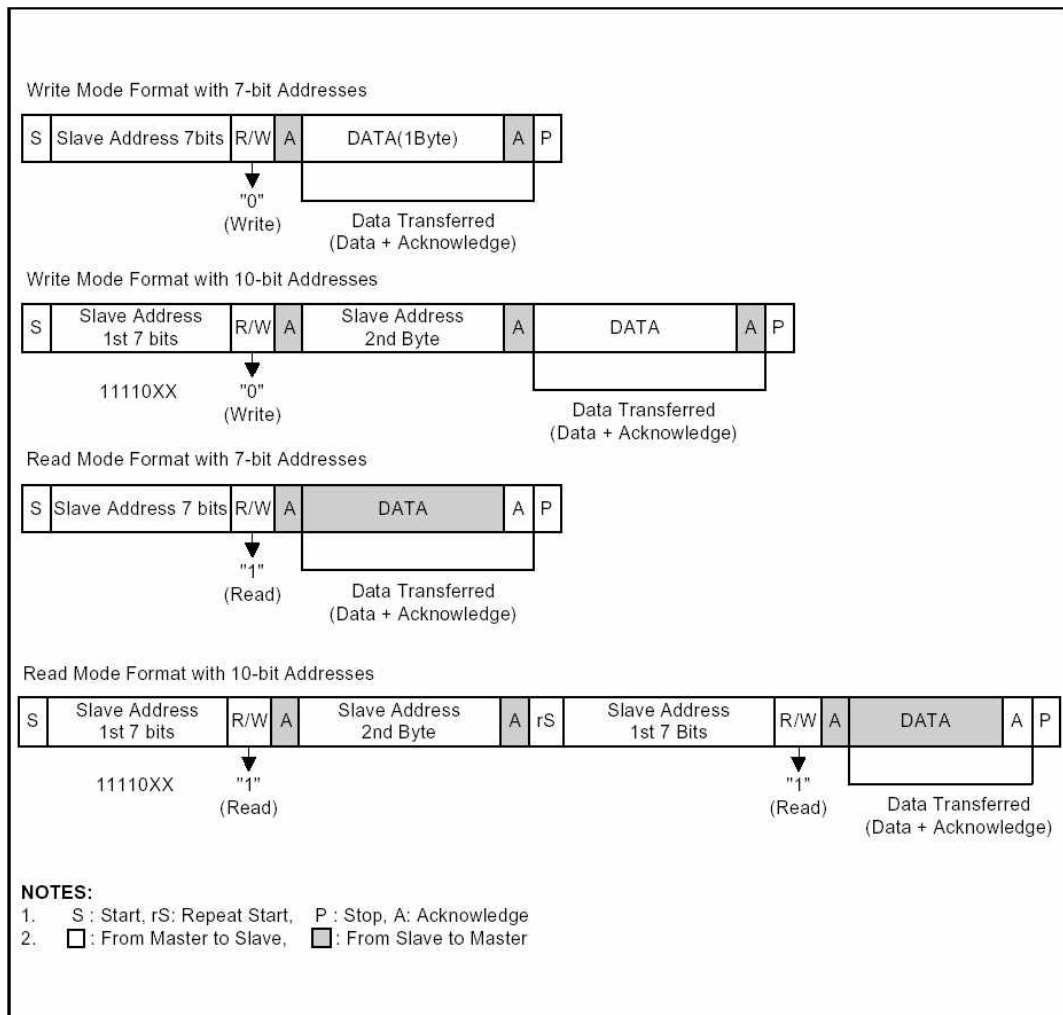 Write Mode Format with 7-bit Addresses
S Slave Address 7bits R/W A DATA(1Byte) A P
"0"
(Write)
Data Transferred
(Data + Acknowledge)
Write Mode Format with 10-bit Addresses
S Slave Address
1st 7 bits R/W A Slave Address
2nd Byte A DATA A P
11110XX
"0"
(Write)
Data Transferred
(Data + Acknowledge)
Read Mode Format with 7-bit Addresses
S Slave Address 7 bits R/W A DATA A P
"1"
(Read)
Data Transferred
(Data + Acknowledge)
Read Mode Format with 10-bit Addresses
S Slave Address
1st 7 bits R/W A Slave Address
2nd Byte A rS Slave Address
1st 7 Bits R/W A DATA A P
11110XX
"1"
(Read)
"1"
(Read)
Data Transferred
(Data + Acknowledge)
NOTES:
1. S : Start, rS: Repeat Start, P : Stop, A: Acknowledge
2. : From Master to Slave, : From Slave to Master